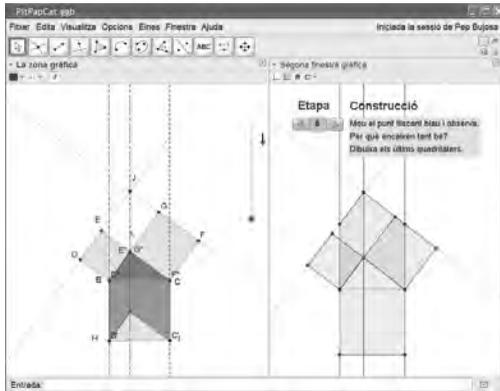 PitPapCat.ggb
Fitxer Edita Visualitza Opcions Eines Finestra Ajuda
Iniciada la sessió de Pep Bujosa
ABC
La zona gràfica
Segona finestra gràfica
Etapa Construcció
Mou el punt lliscant blau i observa.
Per què encaixen tant bé?
Dibuixa els últims quadrilàters.
J
G
E
F
D
B
C
H
Entrada: